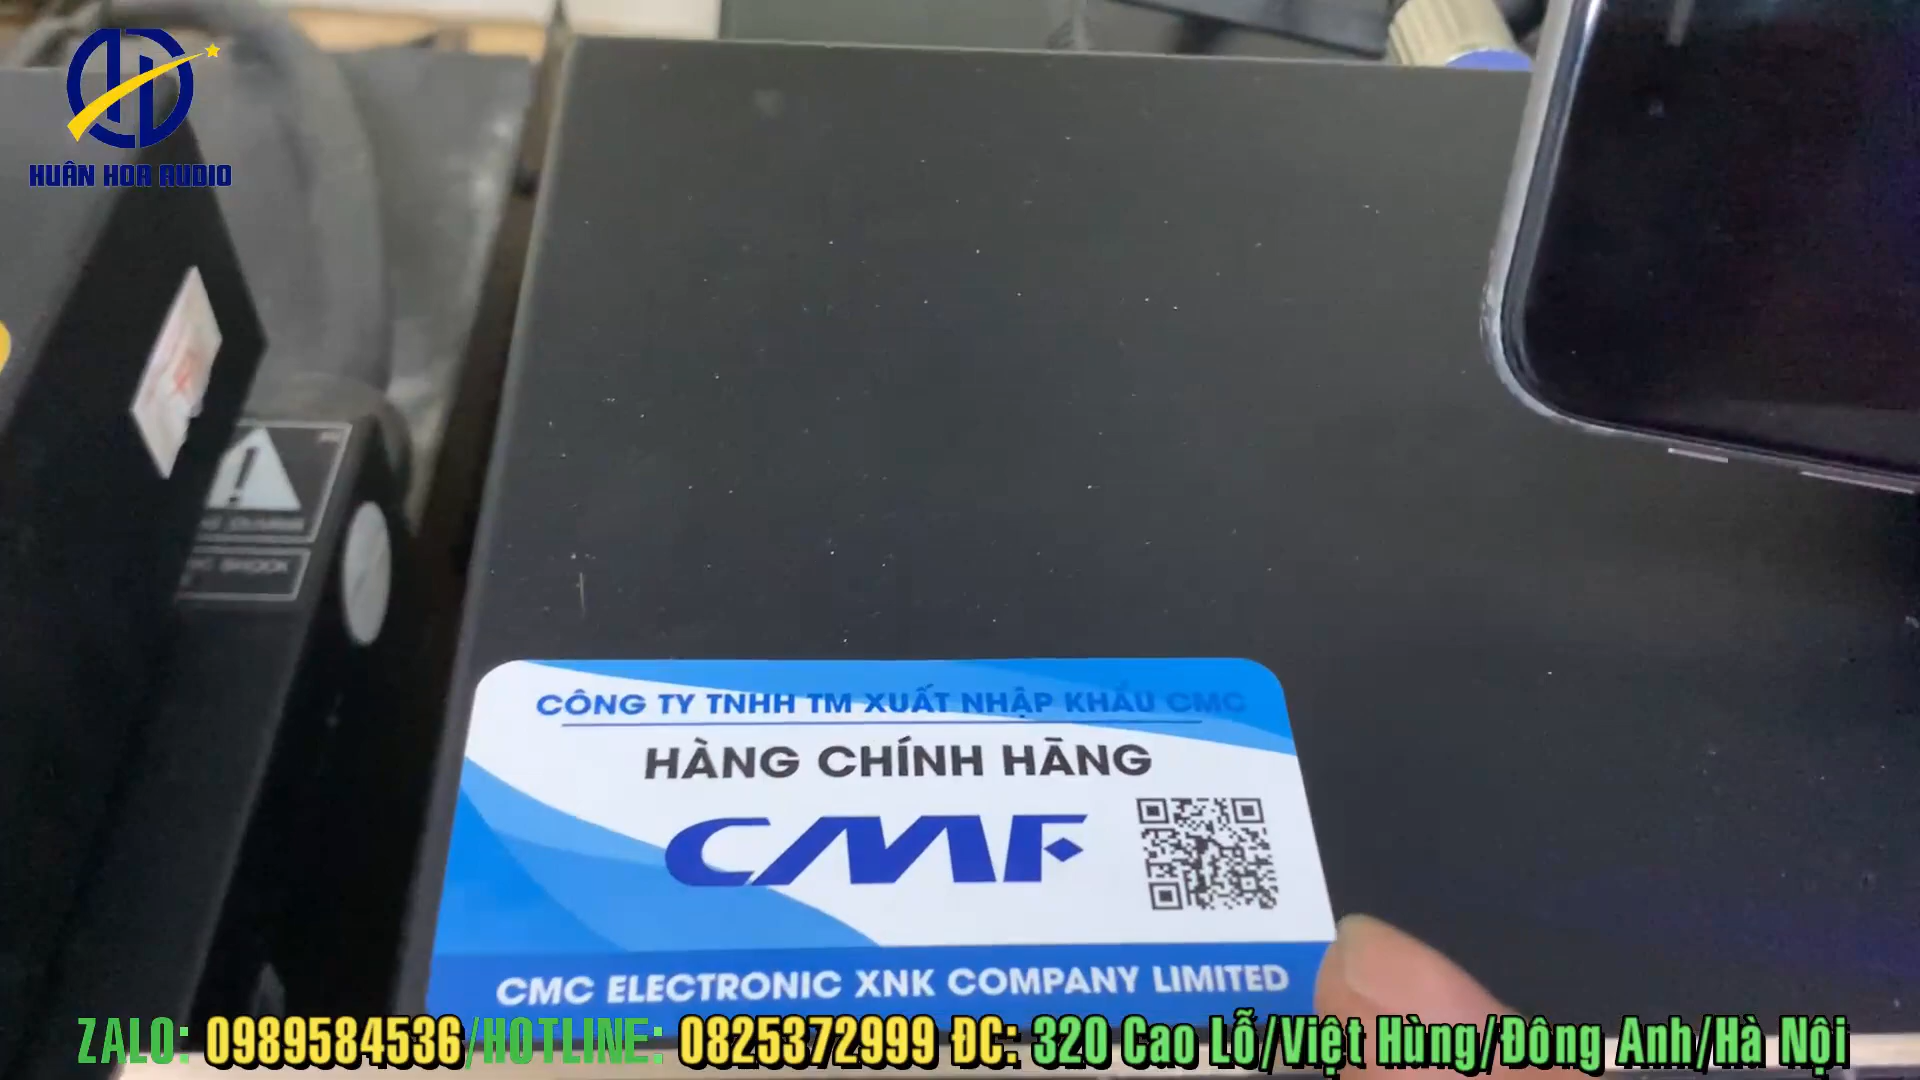 HUÂN HOA AUDIO
CÔNG TY TNHH TM XUẤT NHẬP KHẨU CMC
HÀNG CHÍNH HÃNG
CMF
CMC ELECTRONIC XNK COMPANY LIMITED
ZALO: 0989584536/HOTLINE: 0825372999 ĐC: 320 Cao Lỗ/Việt Hùng/Đông Anh/Hà Nội